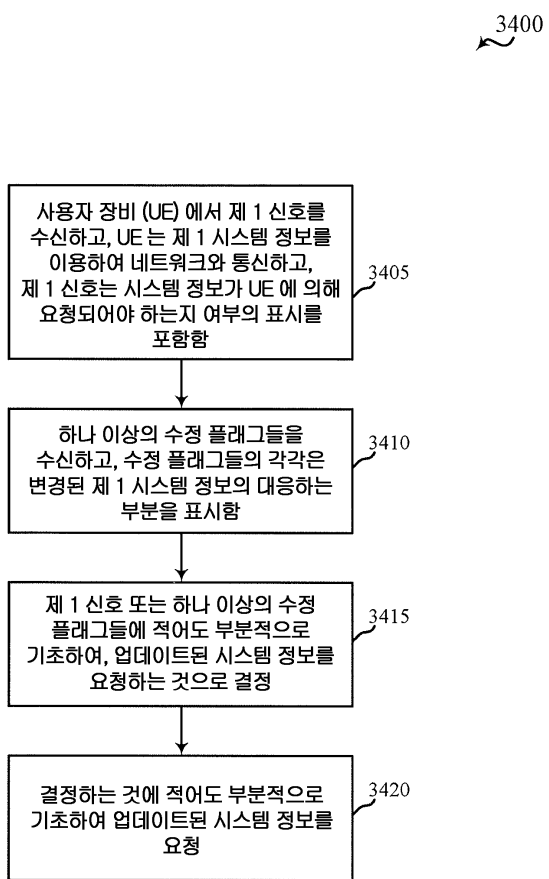 3400
사용자 장비 (UE) 에서 제 1 신호를
수신하고, UE 는 제 1 시스템 정보를
이용하여 네트워크와 통신하고,
제 1 신호는 시스템 정보가 UE 에 의해
요청되어야 하는지 여부의 표시를
포함함
3405
하나 이상의 수정 플래그들을
수신하고, 수정 플래그들의 각각은
변경된 제 1 시스템 정보의 대응하는
부분을 표시함
3410
제 1 신호 또는 하나 이상의 수정
플래그들에 적어도 부분적으로
기초하여, 업데이트된 시스템 정보를
요청하는 것으로 결정
3415
결정하는 것에 적어도 부분적으로
기초하여 업데이트된 시스템 정보를
요청
3420